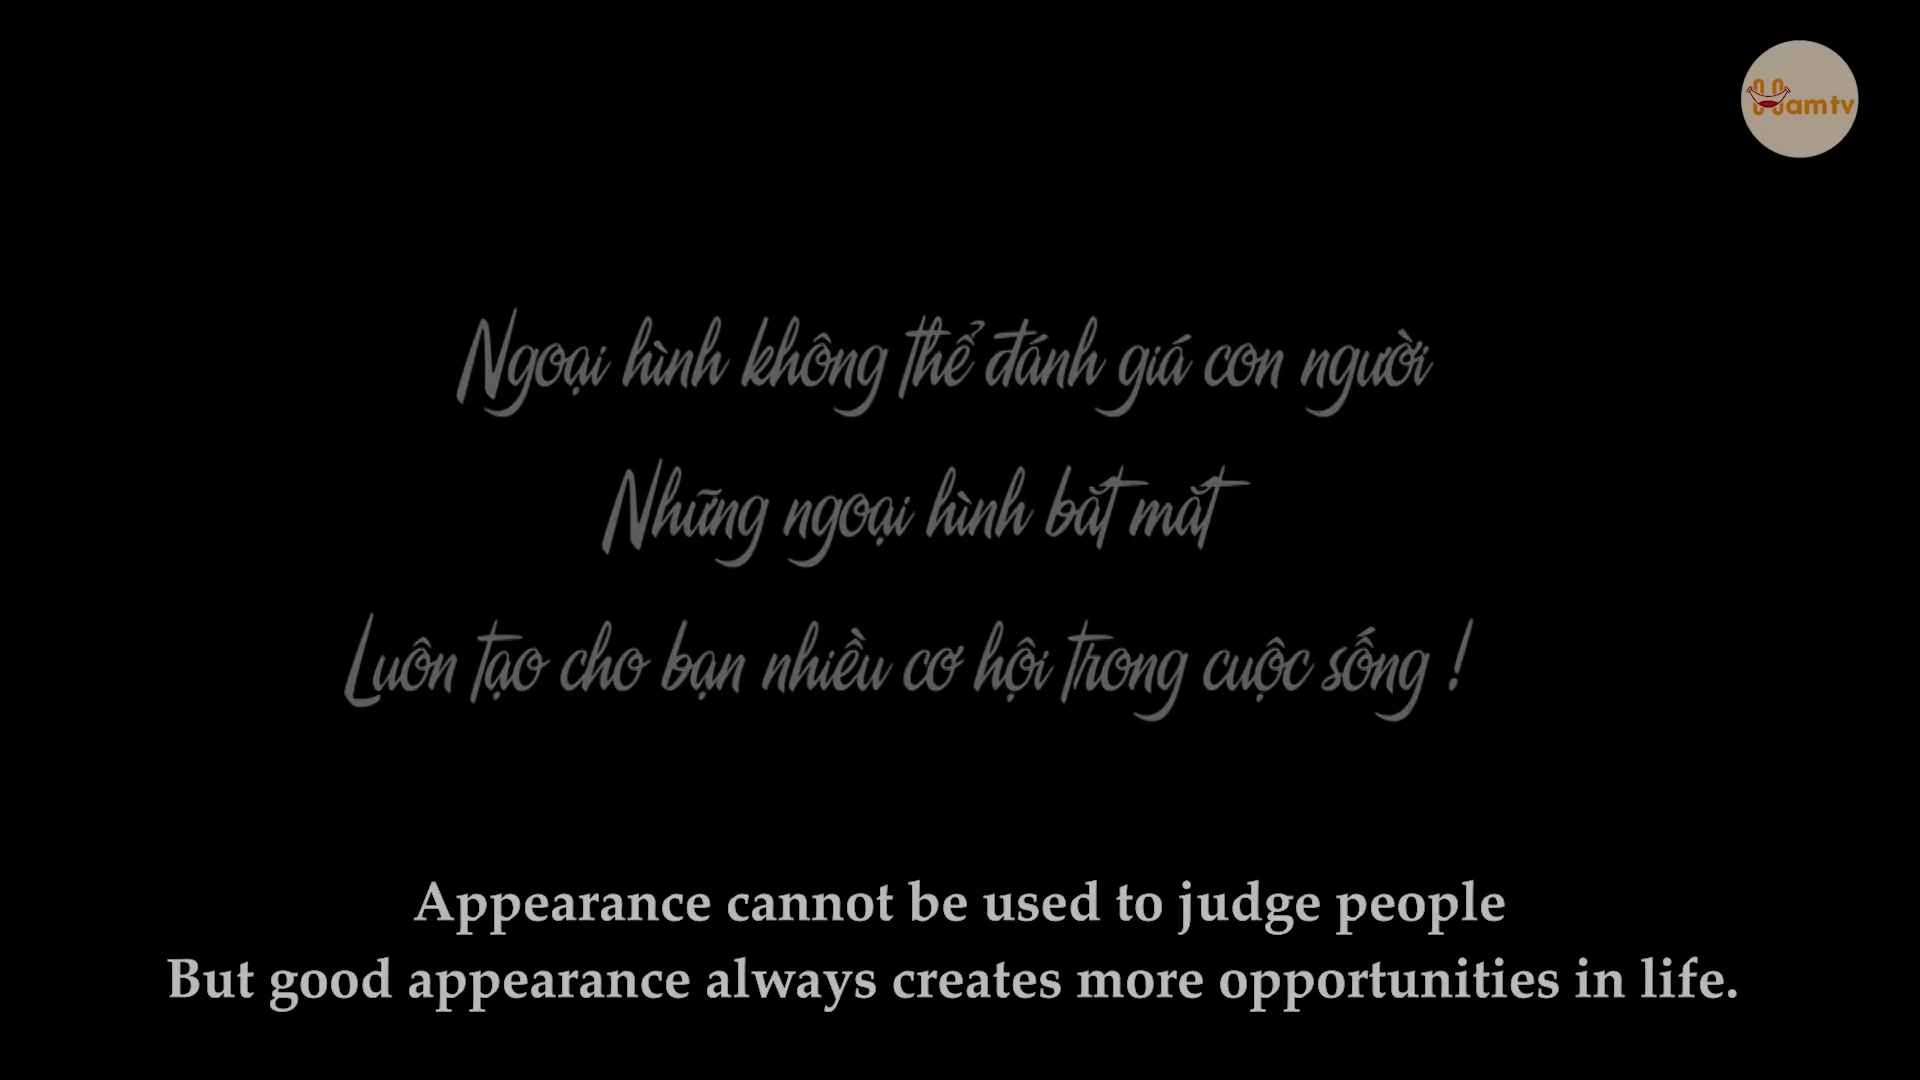 Hamtv
Ngoại hình không thể đánh giá con người
Những ngoại hình bắt mắt
Luôn tạo cho bạn nhiều cơ hội trong cuộc sống !
Appearance cannot be used to judge people
But good appearance always creates more opportunities in life.